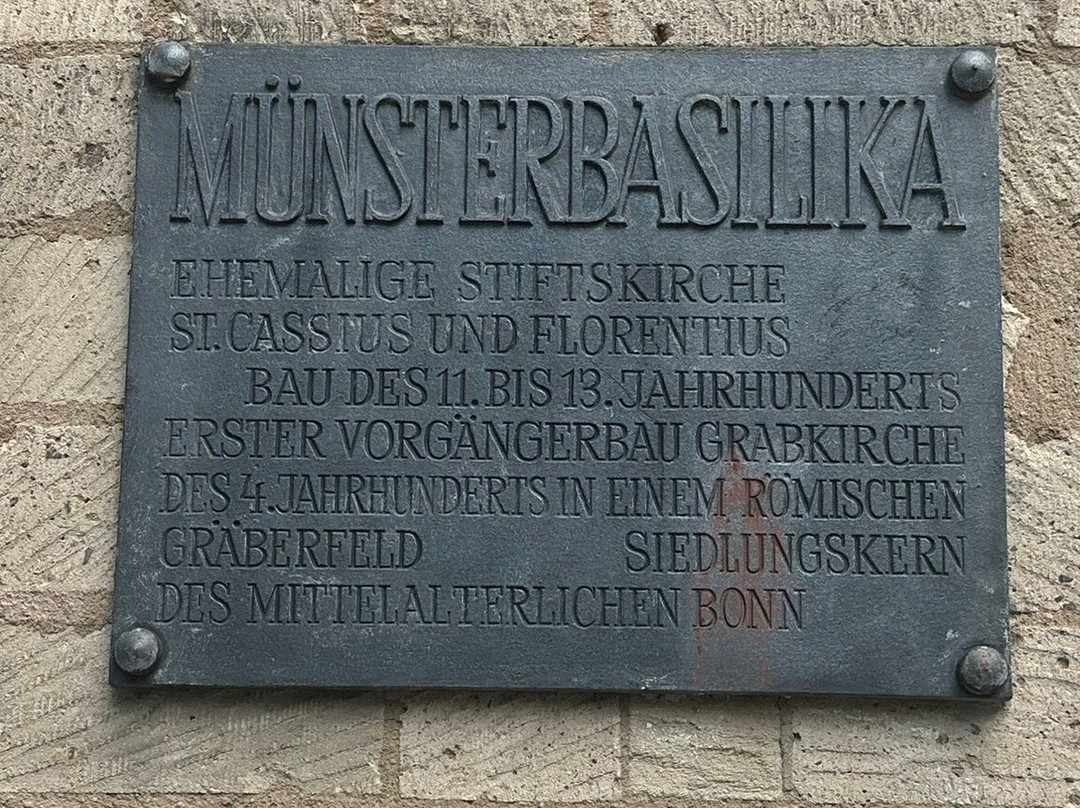 MÜNSTERBASILIKA
EHEMALIGE STIFTSKIRCHE
ST. CASSIUS UND FLORENTIUS
BAU DES 11. BIS 13. JAHRHUNDERTS
ERSTER VORGÄNGERBAU GRABKIRCHE
DES 4. JAHRHUNDERTS IN EINEM RÖMISCHEN
GRÄBERFELD SIEDLUNGSKERN
DES MITTELALTERLICHEN BONN